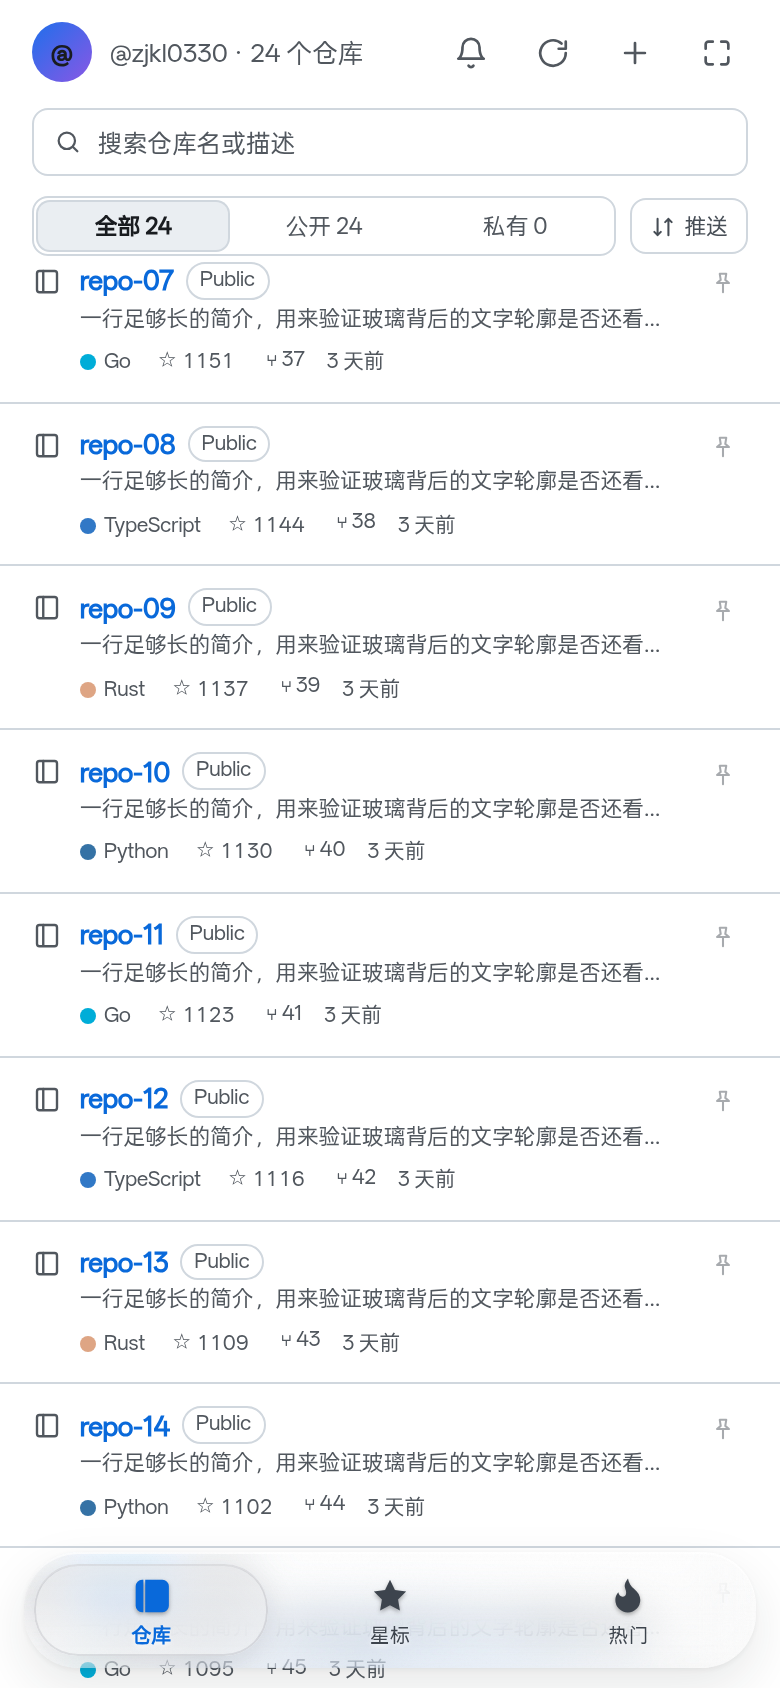 @ @zjkl0330 · 24 个仓库
搜索仓库名或描述
全部 24 公开 24 私有 0 推送
repo-07 Public
一行足够长的简介，用来验证玻璃背后的文字轮廓是否还看...
Go ☆ 1151 37 3 天前
repo-08 Public
一行足够长的简介，用来验证玻璃背后的文字轮廓是否还看...
TypeScript ☆ 1144 38 3 天前
repo-09 Public
一行足够长的简介，用来验证玻璃背后的文字轮廓是否还看...
Rust ☆ 1137 39 3 天前
repo-10 Public
一行足够长的简介，用来验证玻璃背后的文字轮廓是否还看...
Python ☆ 1130 40 3 天前
repo-11 Public
一行足够长的简介，用来验证玻璃背后的文字轮廓是否还看...
Go ☆ 1123 41 3 天前
repo-12 Public
一行足够长的简介，用来验证玻璃背后的文字轮廓是否还看...
TypeScript ☆ 1116 42 3 天前
repo-13 Public
一行足够长的简介，用来验证玻璃背后的文字轮廓是否还看...
Rust ☆ 1109 43 3 天前
repo-14 Public
一行足够长的简介，用来验证玻璃背后的文字轮廓是否还看...
Python ☆ 1102 44 3 天前
仓库 星标 热门
Go ☆ 1095 45 3 天前